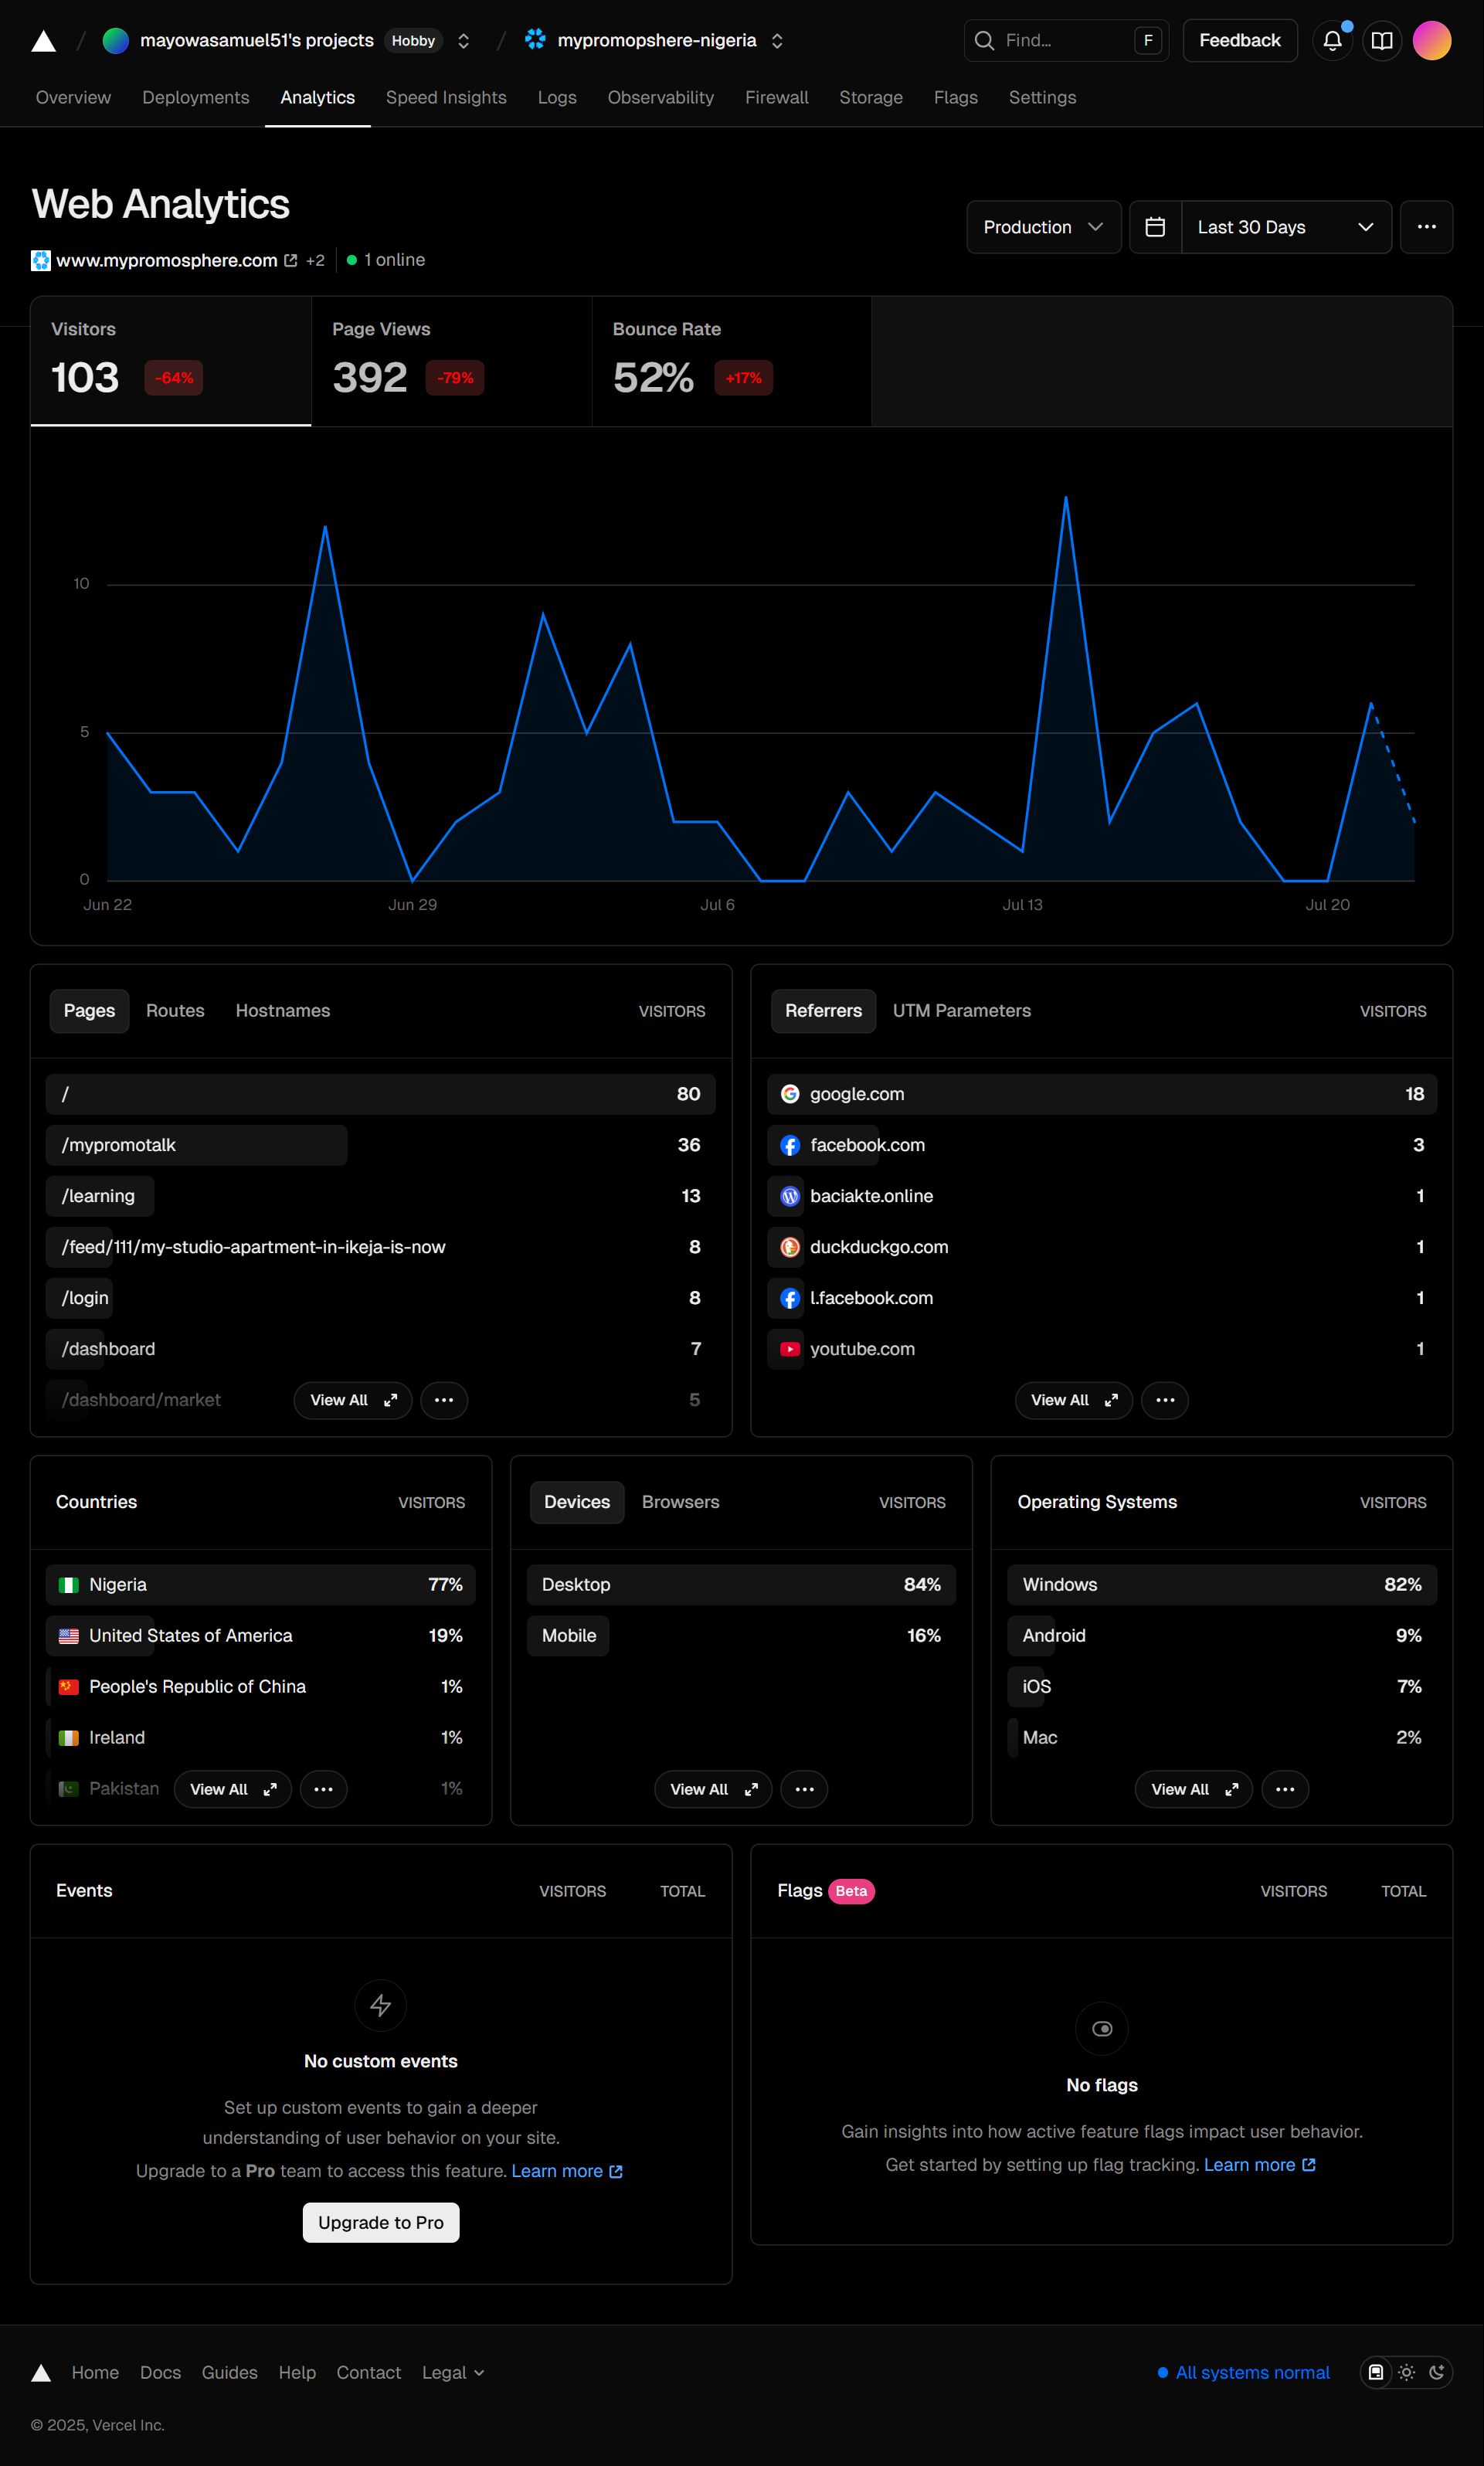 mayowasamuel51's projects Hobby / mypromopshere-nigeria Find... F Feedback
Overview Deployments Analytics Speed Insights Logs Observability Firewall Storage Flags Settings
Web Analytics
Production Last 30 Days
www.mypromosphere.com +2 1 online
Visitors Page Views Bounce Rate
103 -64% 392 -79% 52% +17%
10
5
0
Jun 22 Jun 29 Jul 6 Jul 13 Jul 20
Pages Routes Hostnames VISITORS
/ 80
/mypromotalk 36
/learning 13
/feed/111/my-studio-apartment-in-ikeja-is-now 8
/login 8
/dashboard 7
/dashboard/market 5
View All
Referrers UTM Parameters VISITORS
google.com 18
facebook.com 3
baciakte.online 1
duckduckgo.com 1
l.facebook.com 1
youtube.com 1
View All
Countries VISITORS
Nigeria 77%
United States of America 19%
People's Republic of China 1%
Ireland 1%
Pakistan 1%
View All
Devices Browsers VISITORS
Desktop 84%
Mobile 16%
View All
Operating Systems VISITORS
Windows 82%
Android 9%
iOS 7%
Mac 2%
View All
Events VISITORS TOTAL
No custom events
Set up custom events to gain a deeper
understanding of user behavior on your site.
Upgrade to a Pro team to access this feature. Learn more
Upgrade to Pro
Flags Beta VISITORS TOTAL
No flags
Gain insights into how active feature flags impact user behavior.
Get started by setting up flag tracking. Learn more
Home Docs Guides Help Contact Legal All systems normal
© 2025, Vercel Inc.